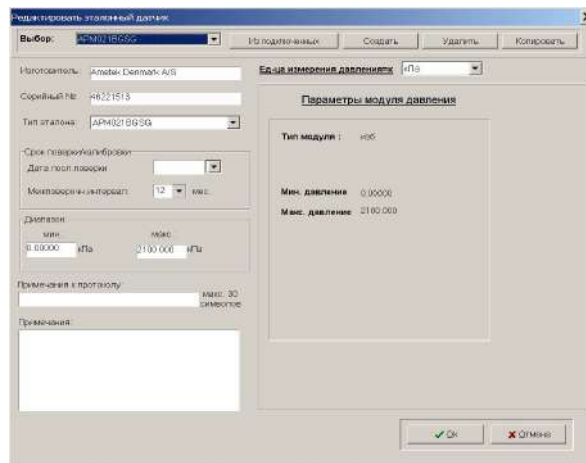 Редактировать эталонный датчик
Выбор: APM021BGSG Из подключенных Создать Удалить Копировать
Изготовитель: Ametek Denmark A/S Ед-ца измерения давления: кПа
Серийный № 46221513 Параметры модуля давления
Тип эталона: APM021BGSG Тип модуля : изб
Срок поверки/калибровки
Дата посл.поверки
Межповерочн.интервал: 12 мес. Мин. давление 0.00000
Макс. давление 2100.000
Диапазон
мин. макс.
0.00000 кПа 2100.000 кПа
Примечания к протоколу:
макс. 30
символов
Примечания:
Ok Отмена